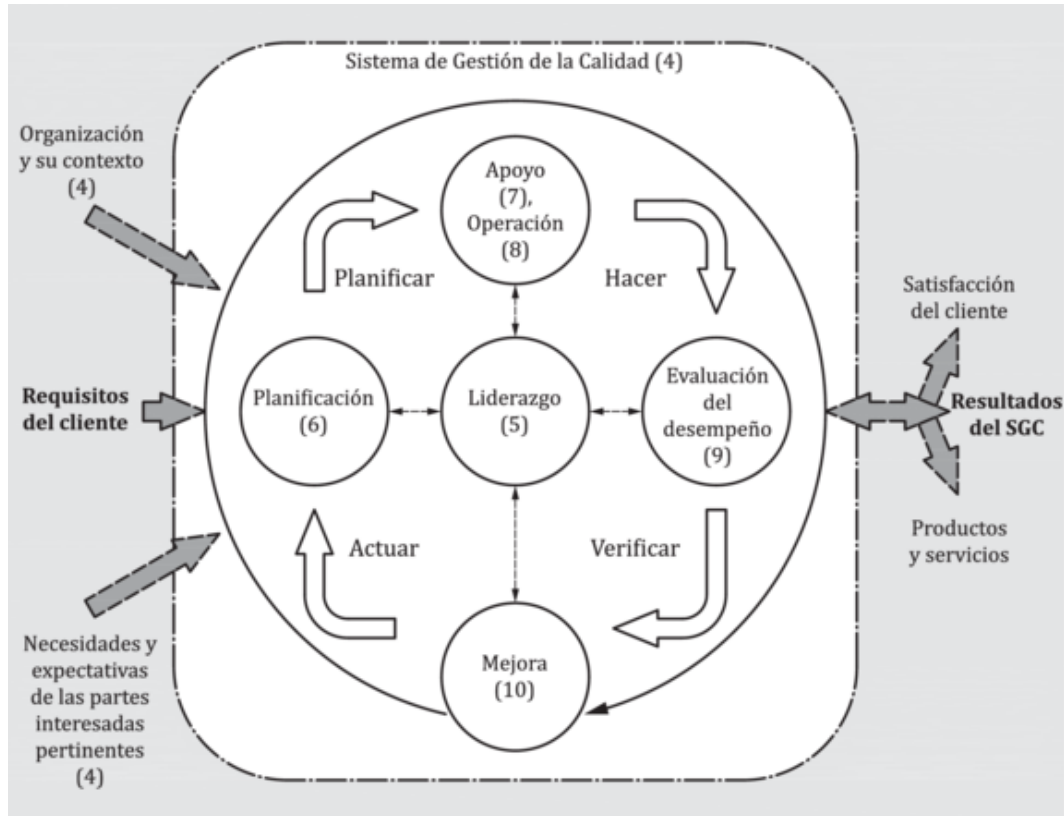 Sistema de Gestión de la Calidad (4)
Organización
y su contexto
(4)
Apoyo
(7),
Operación
(8)
Planificar
Hacer
Satisfacción
del cliente
Requisitos
del cliente
Planificación
(6)
Liderazgo
(5)
Evaluación
del
desempeño
(9)
Resultados
del SGC
Actuar
Verificar
Productos
y servicios
Necesidades y
expectativas
de las partes
interesadas
pertinentes
(4)
Mejora
(10)